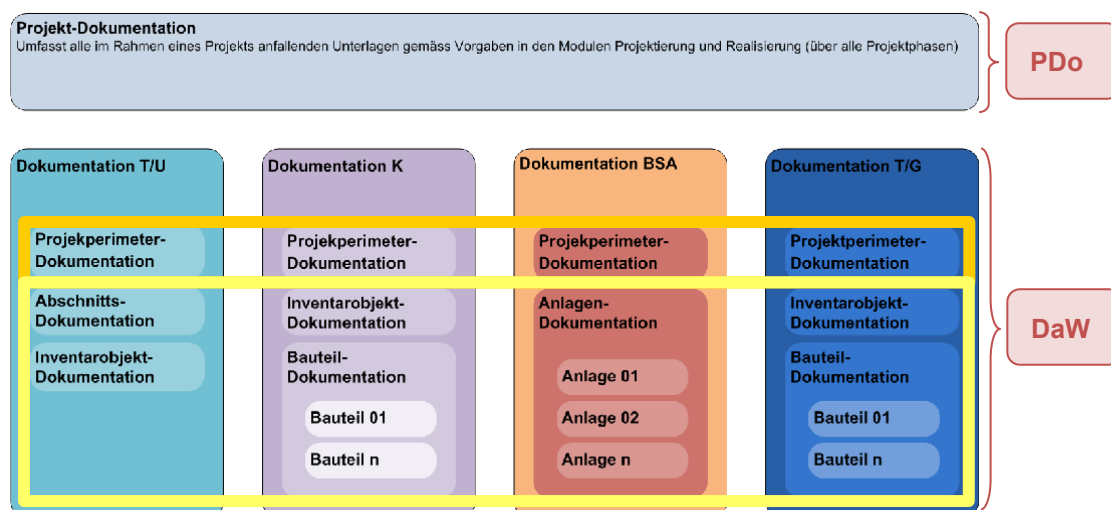 Projekt-Dokumentation
Umfasst alle im Rahmen eines Projekts anfallenden Unterlagen gemäss Vorgaben in den Modulen Projektierung und Realisierung (über alle Projektphasen)
PDo
Dokumentation T/U
Projekperimeter-
Dokumentation
Abschnitts-
Dokumentation
Inventarobjekt-
Dokumentation
Dokumentation K
Projekperimeter-
Dokumentation
Inventarobjekt-
Dokumentation
Bauteil-
Dokumentation
Bauteil 01
Bauteil n
Dokumentation BSA
Projekperimeter-
Dokumentation
Anlagen-
Dokumentation
Anlage 01
Anlage 02
Anlage n
Dokumentation T/G
Projektperimeter-
Dokumentation
Inventarobjekt-
Dokumentation
Bauteil-
Dokumentation
Bauteil 01
Bauteil n
DaW